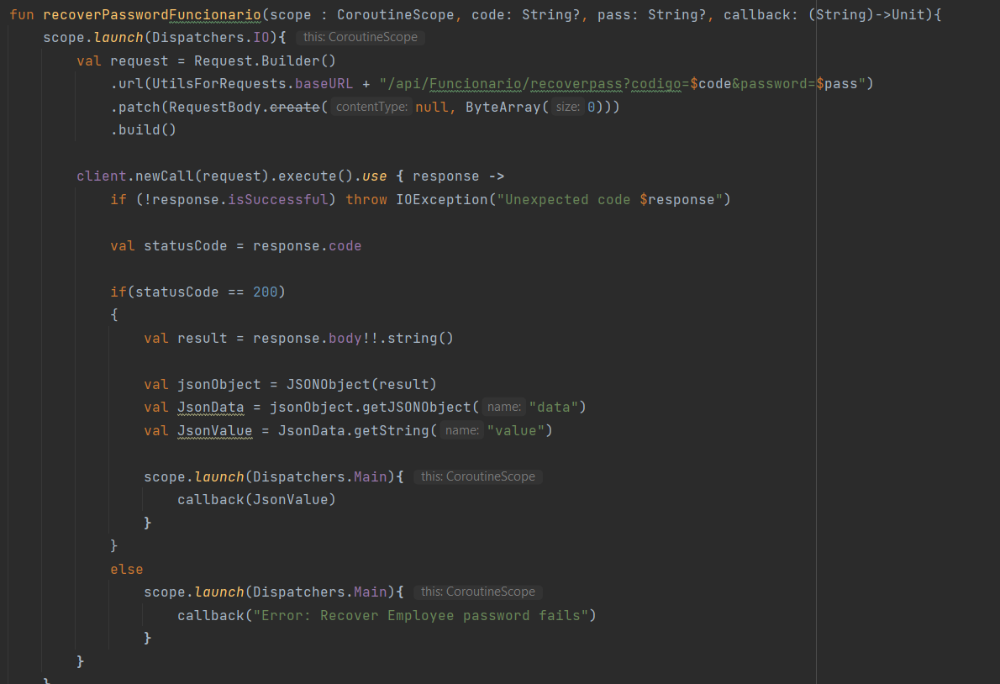 fun recoverPasswordFuncionario(scope : CoroutineScope, code: String?, pass: String?, callback: (String)->Unit){
scope.launch(Dispatchers.IO){ this: CoroutineScope
val request = Request.Builder()
.url(UtilsForRequests.baseURL + "/api/Funcionario/recoverpass?codigo=$code&password=$pass")
.patch(RequestBody.create( contentType: null, ByteArray( size: 0)))
.build()
client.newCall(request).execute().use { response ->
if (!response.isSuccessful) throw IOException("Unexpected code $response")
val statusCode = response.code
if(statusCode == 200)
{
val result = response.body!!.string()
val jsonObject = JSONObject(result)
val JsonData = jsonObject.getJSONObject( name: "data")
val JsonValue = JsonData.getString( name: "value")
scope.launch(Dispatchers.Main){ this: CoroutineScope
callback(JsonValue)
}
}
else
scope.launch(Dispatchers.Main){ this: CoroutineScope
callback("Error: Recover Employee password fails")
}
}
}